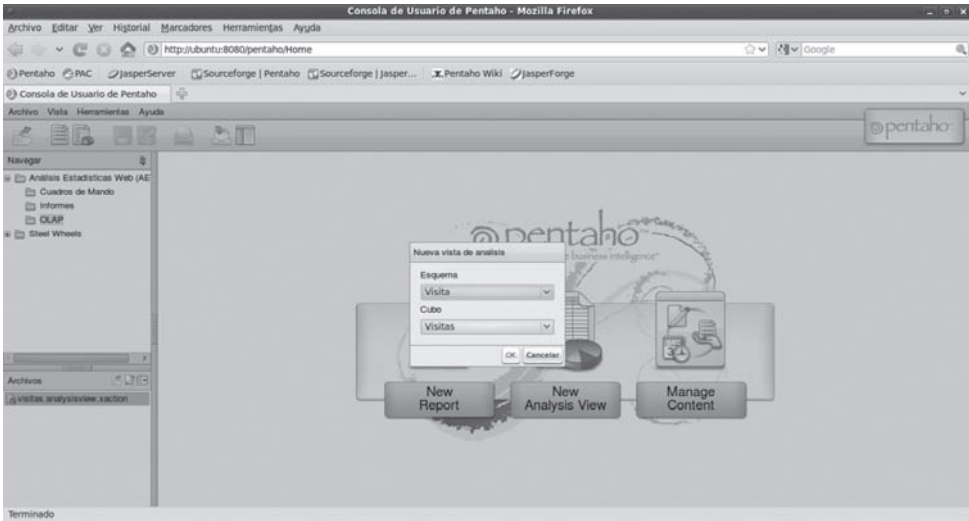 Consola de Usuario de Pentaho - Mozilla Firefox
Archivo Editar Ver Historial Marcadores Herramientas Ayuda
http://ubuntu:8080/pentaho/Home
Google
Pentaho PAC JasperServer Sourceforge | Pentaho Sourceforge | Jasper... Pentaho Wiki JasperForge
Consola de Usuario de Pentaho
Archivo Vista Herramientas Ayuda
pentaho
Navegar
Análisis Estadísticas Web (AE
Cuadros de Mando
Informes
OLAP
Steel Wheels
pentaho
business intelligence
Nueva vista de analisis
Esquema
Visita
Cubo
Visitas
OK Cancelar
New Report
New Analysis View
Manage Content
Archivos
visitas.analysisview.xaction
Terminado